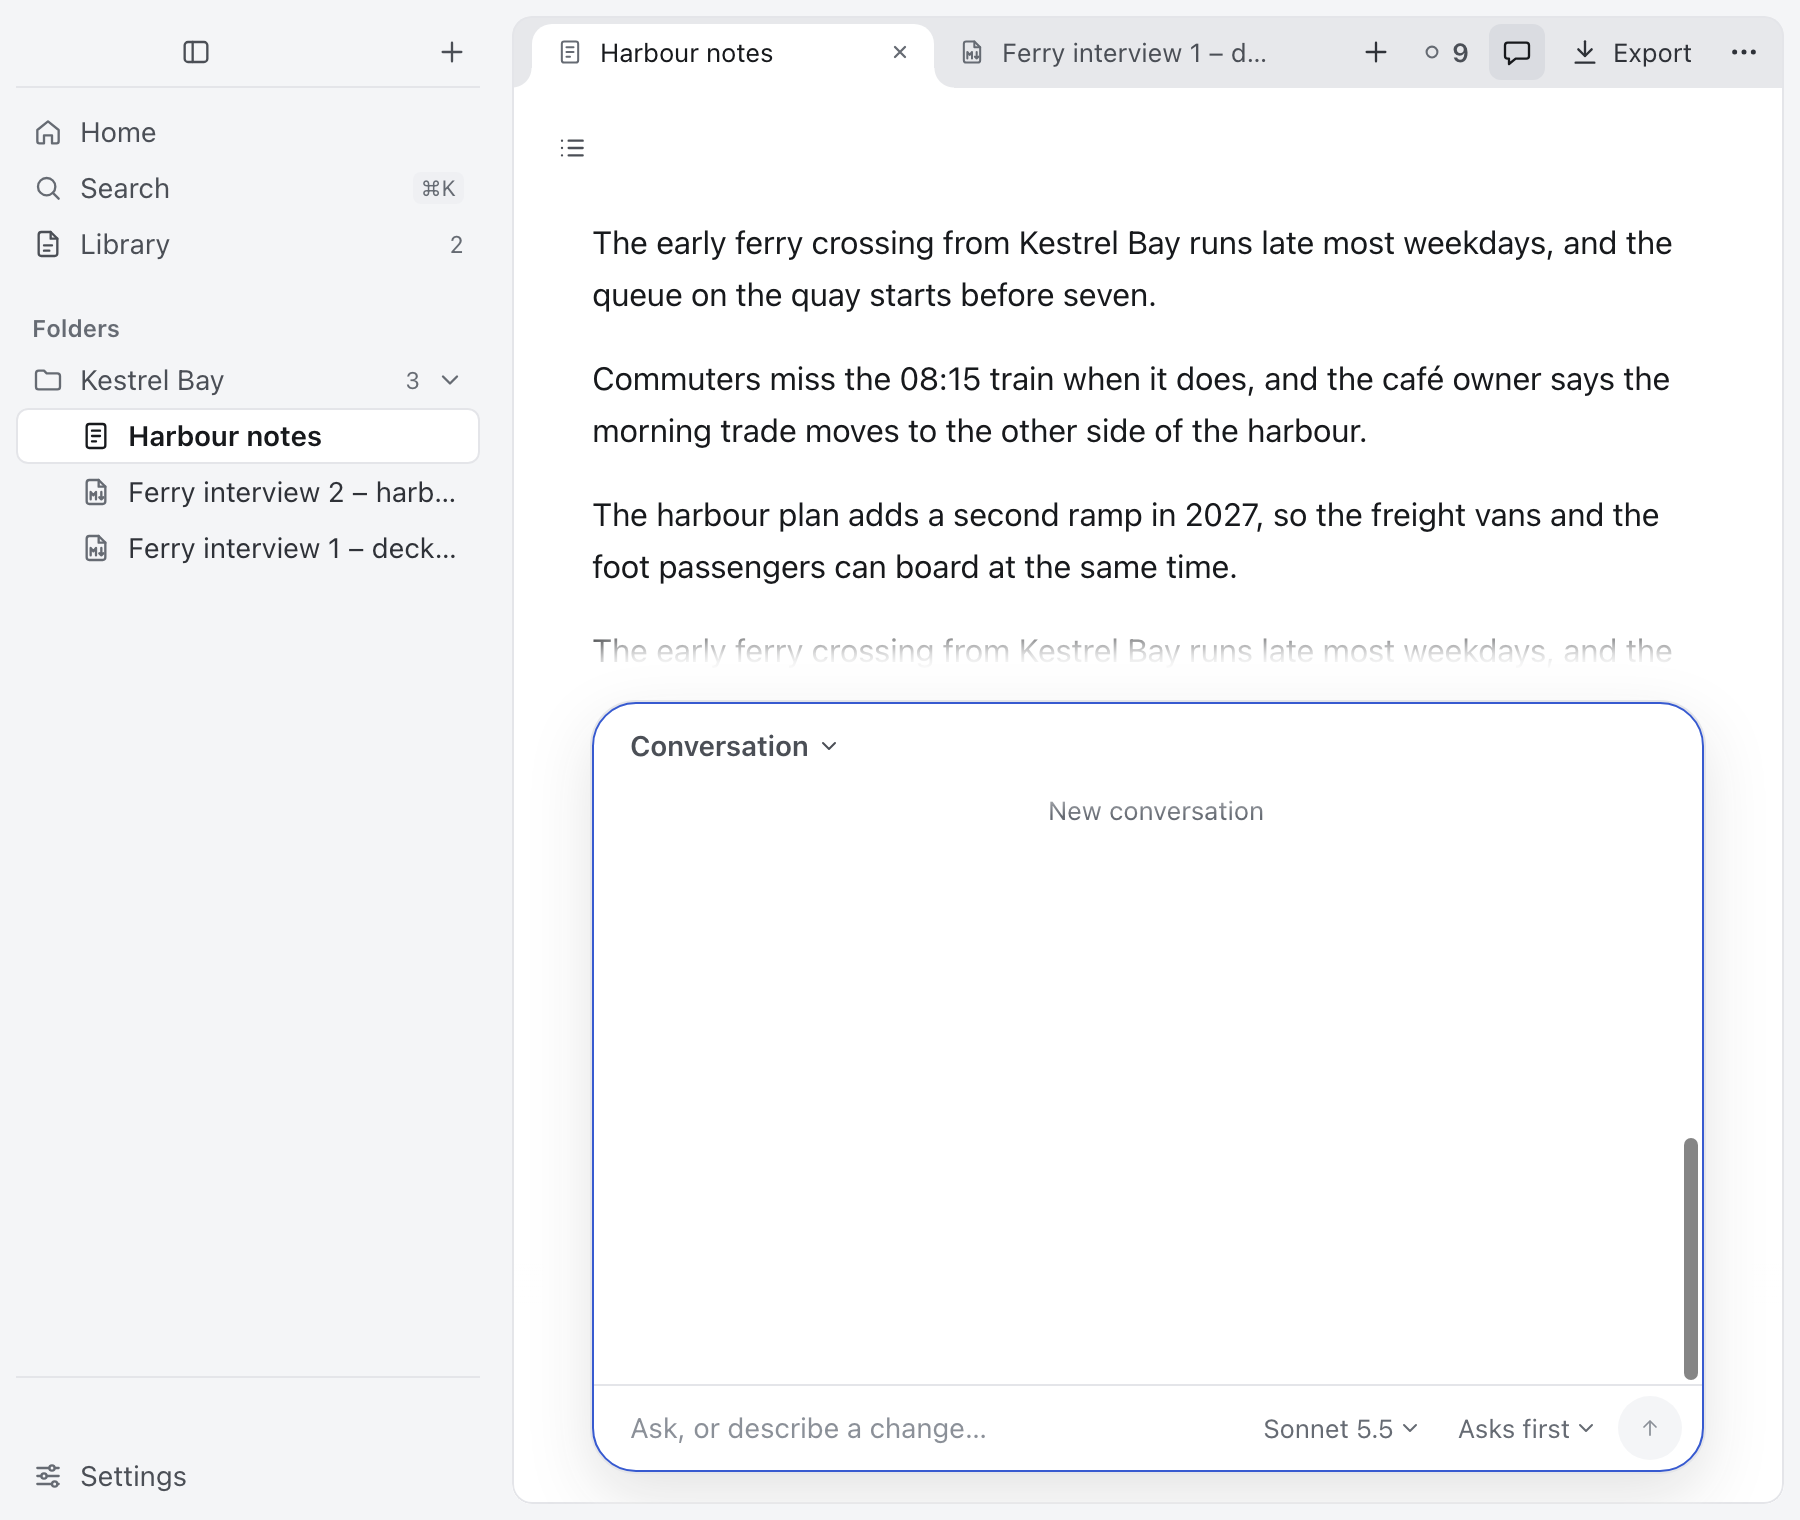 Home
Search ⌘K
Library 2
Folders
Kestrel Bay 3
Harbour notes
Ferry interview 2 – harb...
Ferry interview 1 – deck...
Settings
Harbour notes
Ferry interview 1 – d...
9
Export
The early ferry crossing from Kestrel Bay runs late most weekdays, and the
queue on the quay starts before seven.
Commuters miss the 08:15 train when it does, and the café owner says the
morning trade moves to the other side of the harbour.
The harbour plan adds a second ramp in 2027, so the freight vans and the
foot passengers can board at the same time.
The early ferry crossing from Kestrel Bay runs late most weekdays, and the
Conversation
New conversation
Ask, or describe a change...
Sonnet 5.5
Asks first